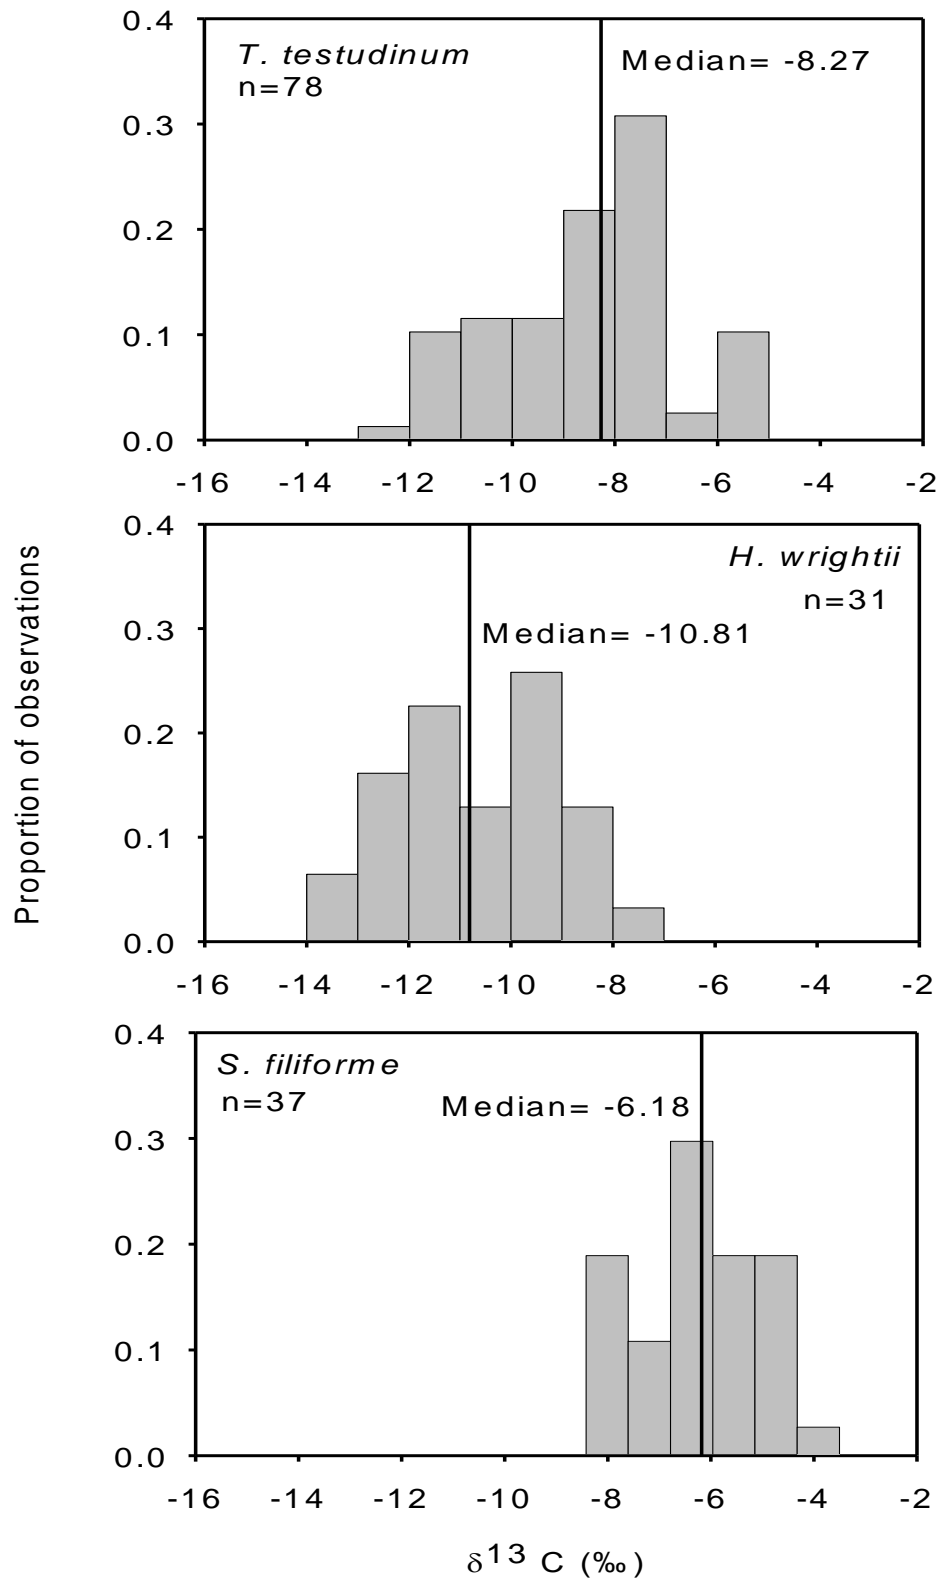 Proportion of observations
0.4
0.3
0.2
0.1
0.0
T. testudinum
n=78
Median= -8.27
-16 -14 -12 -10 -8 -6 -4 -2
0.4
0.3
0.2
0.1
0.0
H. wrightii
n=31
Median= -10.81
-16 -14 -12 -10 -8 -6 -4 -2
0.4
0.3
0.2
0.1
0.0
S. filiforme
n=37
Median= -6.18
-16 -14 -12 -10 -8 -6 -4 -2
δ¹³ C (‰)